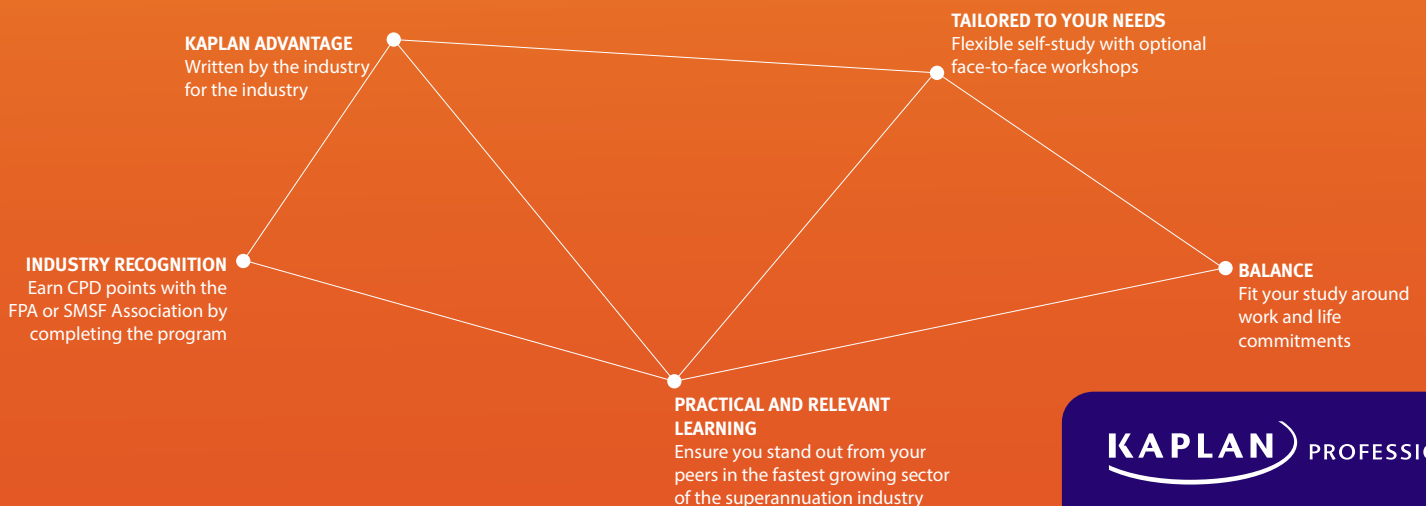 KAPLAN ADVANTAGE
Written by the industry
for the industry
TAILORED TO YOUR NEEDS
Flexible self-study with optional
face-to-face workshops
INDUSTRY RECOGNITION
Earn CPD points with the
FPA or SMSF Association by
completing the program
BALANCE
Fit your study around
work and life
commitments
PRACTICAL AND RELEVANT
LEARNING
Ensure you stand out from your
peers in the fastest growing sector
of the superannuation industry
KAPLAN